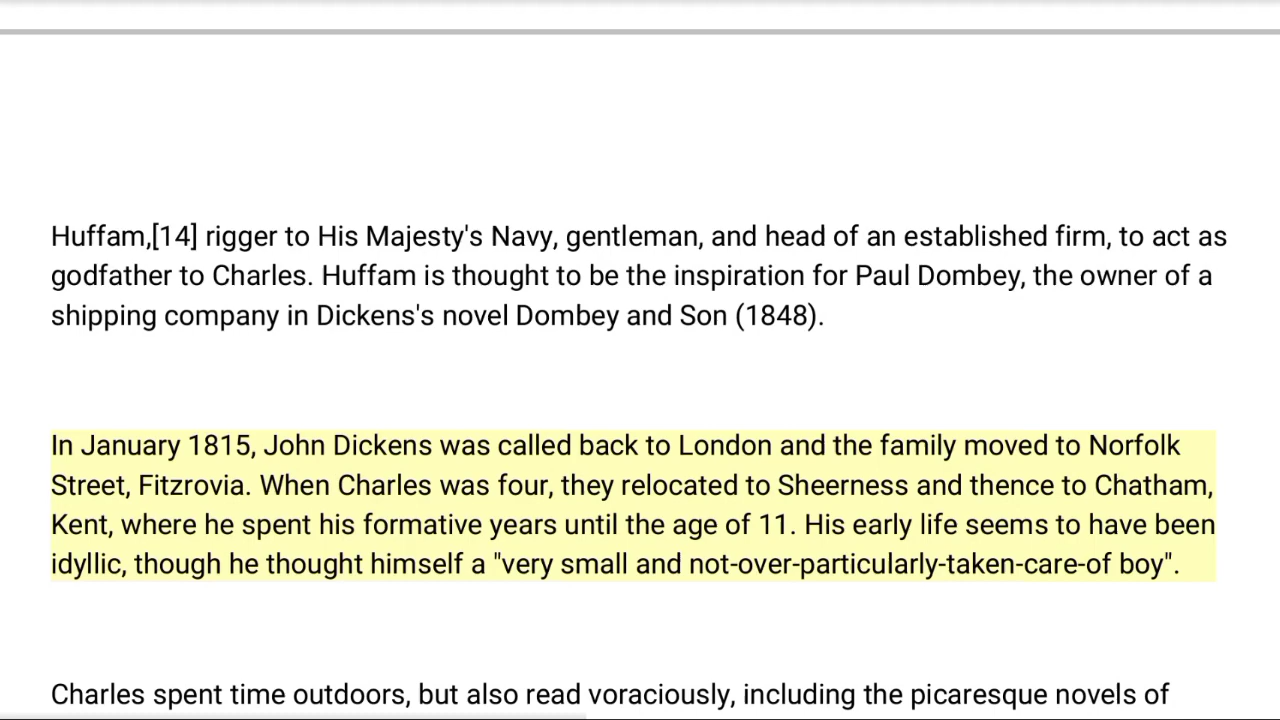 Huffam,[14] rigger to His Majesty's Navy, gentleman, and head of an established firm, to act as
godfather to Charles. Huffam is thought to be the inspiration for Paul Dombey, the owner of a
shipping company in Dickens's novel Dombey and Son (1848).
In January 1815, John Dickens was called back to London and the family moved to Norfolk
Street, Fitzrovia. When Charles was four, they relocated to Sheerness and thence to Chatham,
Kent, where he spent his formative years until the age of 11. His early life seems to have been
idyllic, though he thought himself a "very small and not-over-particularly-taken-care-of boy".
Charles spent time outdoors, but also read voraciously, including the picaresque novels of